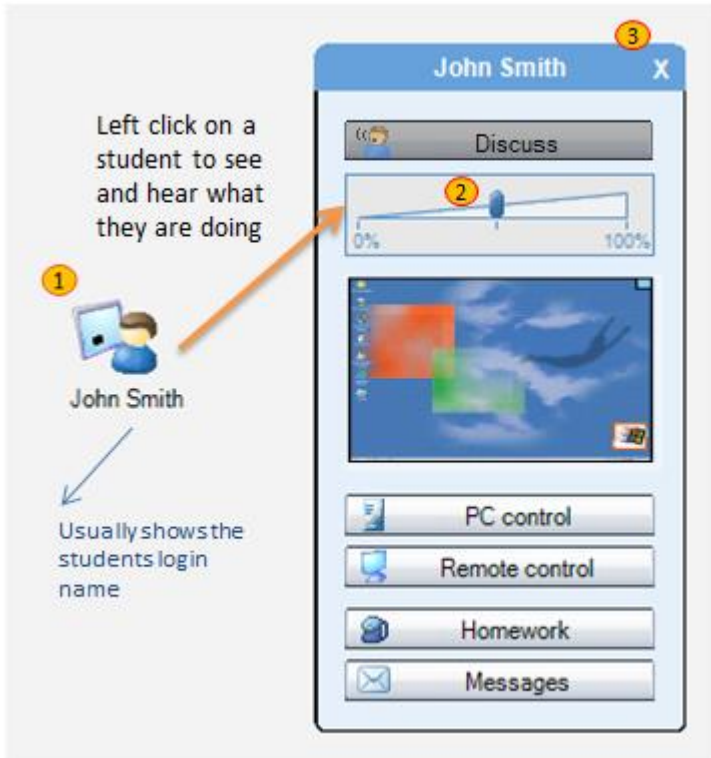 3
John Smith X
Left click on a
student to see
and hear what
they are doing
Discuss
2
0% 100%
1
John Smith
Usually shows the
students login
name
PC control
Remote control
Homework
Messages